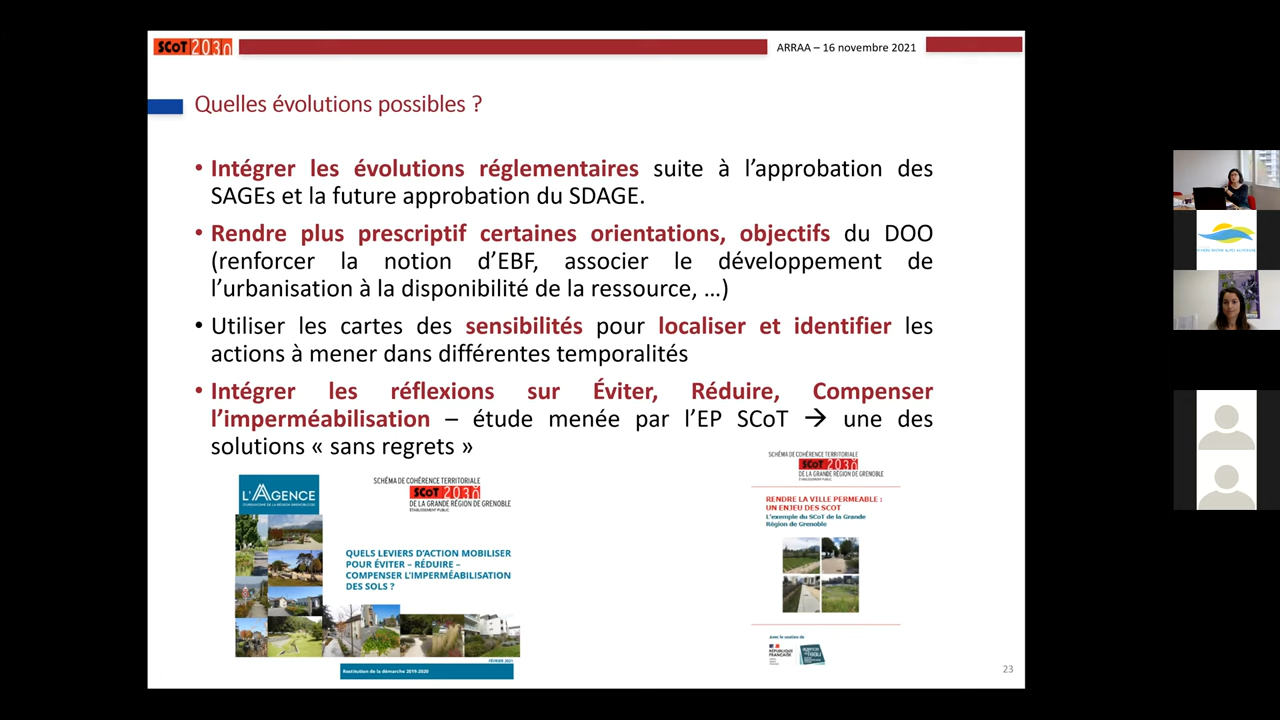 SCoT 2030
ARRAA – 16 novembre 2021
Quelles évolutions possibles ?
• Intégrer les évolutions réglementaires suite à l’approbation des
SAGEs et la future approbation du SDAGE.
• Rendre plus prescriptif certaines orientations, objectifs du DOO
(renforcer la notion d’EBF, associer le développement de
l’urbanisation à la disponibilité de la ressource, …)
• Utiliser les cartes des sensibilités pour localiser et identifier les
actions à mener dans différentes temporalités
• Intégrer les réflexions sur Éviter, Réduire, Compenser
l’imperméabilisation – étude menée par l’EP SCoT → une des
solutions « sans regrets »
L’AGENCE
D’URBANISME DE LA RÉGION GRENOBLOISE
SCHÉMA DE COHÉRENCE TERRITORIALE
SCoT 2030
DE LA GRANDE RÉGION DE GRENOBLE
ÉTABLISSEMENT PUBLIC
QUELS LEVIERS D’ACTION MOBILISER
POUR ÉVITER – RÉDUIRE –
COMPENSER L’IMPERMÉABILISATION
DES SOLS ?
FÉVRIER 2021
Restitution de la démarche 2019-2020
SCHÉMA DE COHÉRENCE TERRITORIALE
SCoT 2030
DE LA GRANDE RÉGION DE GRENOBLE
ÉTABLISSEMENT PUBLIC
RENDRE LA VILLE PERMEABLE :
UN ENJEU DES SCOT
L’exemple du SCoT de la Grande
Région de Grenoble
Avec le soutien de
RÉPUBLIQUE
FRANÇAISE
23